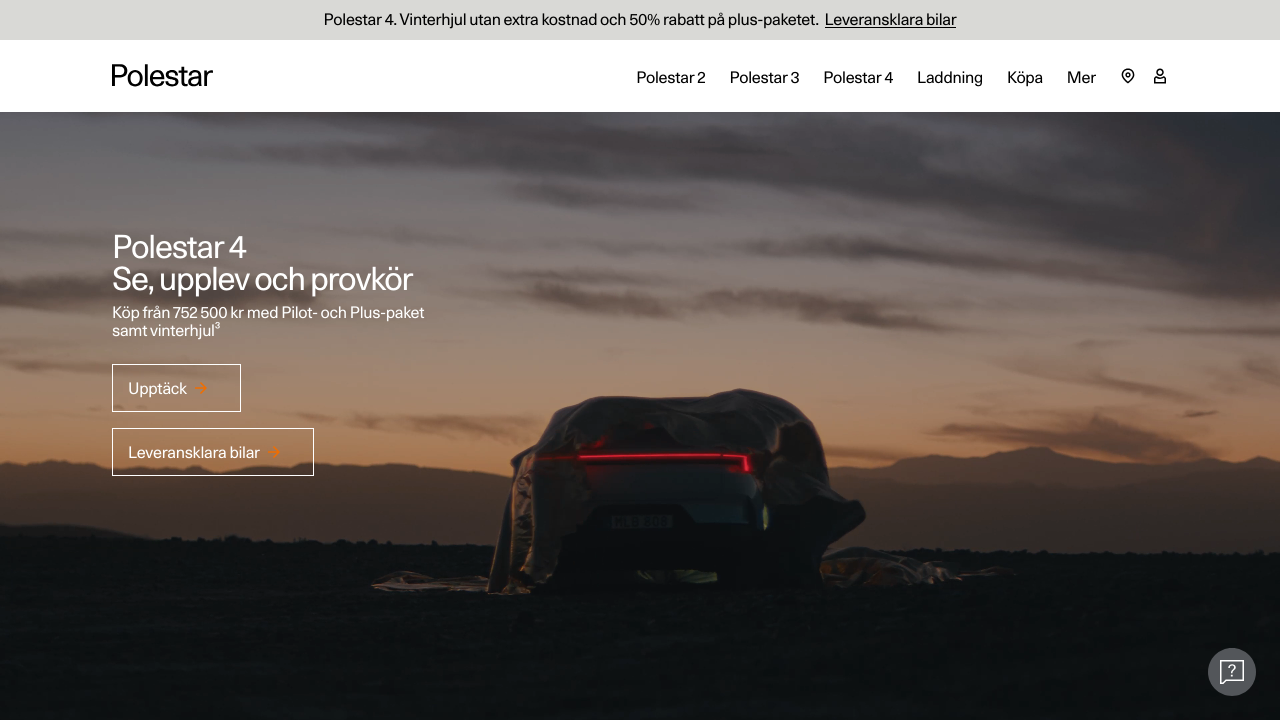 Polestar 4. Vinterhjul utan extra kostnad och 50% rabatt på plus-paketet. Leveransklara bilar
Polestar
Polestar 2
Polestar 3
Polestar 4
Laddning
Köpa
Mer
Polestar 4
Se, upplev och provkör
Köp från 752 500 kr med Pilot- och Plus-paket
samt vinterhjul³
Upptäck →
Leveransklara bilar →
?